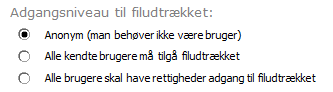 Adgangsniveau til filudtrækket:
Anonym (man behøver ikke være bruger)
Alle kendte brugere må tilgå filudtrækket
Alle brugere skal have rettigheder adgang til filudtrækket